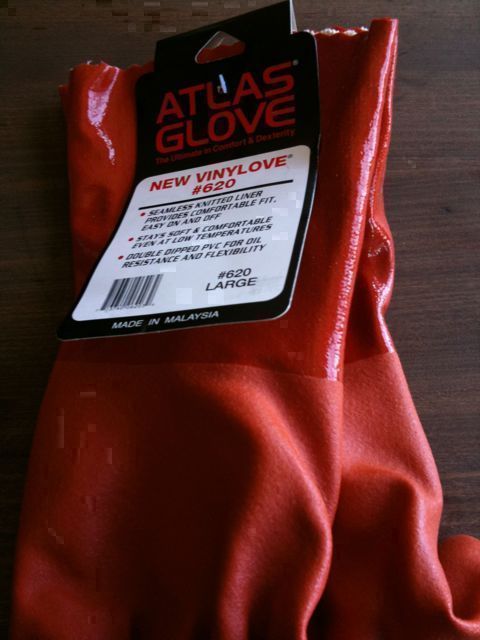 ATLAS®
GLOVE
The Ultimate in Comfort & Dexterity
NEW VINYLOVE®
#620
• SEAMLESS KNITTED LINER
PROVIDES COMFORTABLE FIT,
EASY ON AND OFF
• STAYS SOFT & COMFORTABLE
EVEN AT LOW TEMPERATURES
• DOUBLE DIPPED PVC FOR OIL
RESISTANCE AND FLEXIBILITY
#620
LARGE
MADE IN MALAYSIA